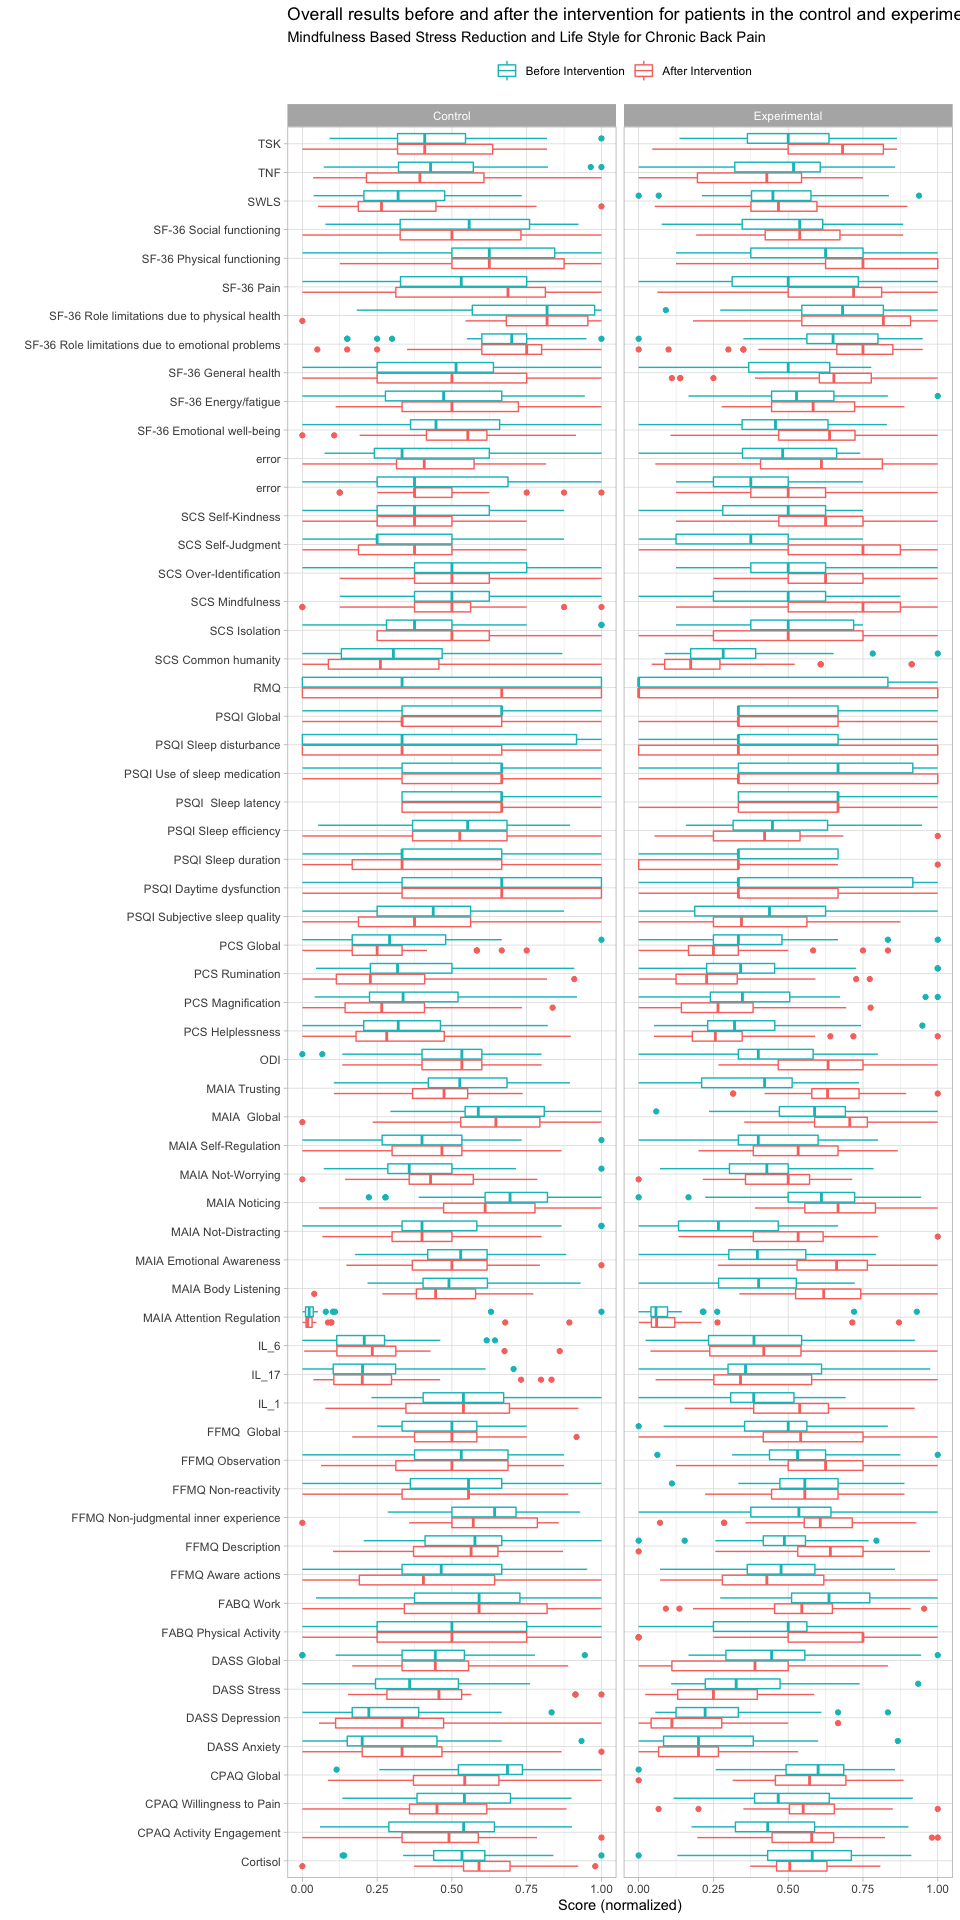 Overall results before and after the intervention for patients in the control and experime
Mindfulness Based Stress Reduction and Life Style for Chronic Back Pain
Before Intervention After Intervention
Control Experimental
TSK
TNF
SWLS
SF-36 Social functioning
SF-36 Physical functioning
SF-36 Pain
SF-36 Role limitations due to physical health
SF-36 Role limitations due to emotional problems
SF-36 General health
SF-36 Energy/fatigue
SF-36 Emotional well-being
error
error
SCS Self-Kindness
SCS Self-Judgment
SCS Over-Identification
SCS Mindfulness
SCS Isolation
SCS Common humanity
RMQ
PSQI Global
PSQI Sleep disturbance
PSQI Use of sleep medication
PSQI  Sleep latency
PSQI Sleep efficiency
PSQI Sleep duration
PSQI Daytime dysfunction
PSQI Subjective sleep quality
PCS Global
PCS Rumination
PCS Magnification
PCS Helplessness
ODI
MAIA Trusting
MAIA  Global
MAIA Self-Regulation
MAIA Not-Worrying
MAIA Noticing
MAIA Not-Distracting
MAIA Emotional Awareness
MAIA Body Listening
MAIA Attention Regulation
IL_6
IL_17
IL_1
FFMQ  Global
FFMQ Observation
FFMQ Non-reactivity
FFMQ Non-judgmental inner experience
FFMQ Description
FFMQ Aware actions
FABQ Work
FABQ Physical Activity
DASS Global
DASS Stress
DASS Depression
DASS Anxiety
CPAQ Global
CPAQ Willingness to Pain
CPAQ Activity Engagement
Cortisol
0.00 0.25 0.50 0.75 1.00 0.00 0.25 0.50 0.75 1.00
Score (normalized)